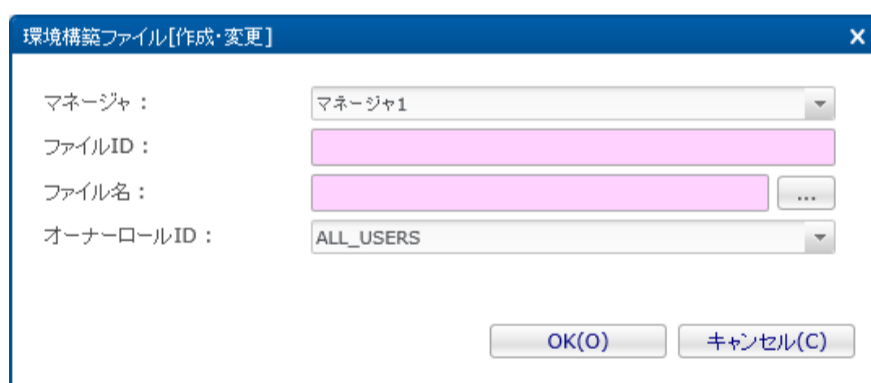 環境構築ファイル[作成・変更]
マネージャ： マネージャ1
ファイルID：
ファイル名： ...
オーナーロールID： ALL_USERS
OK(O) キャンセル(C)